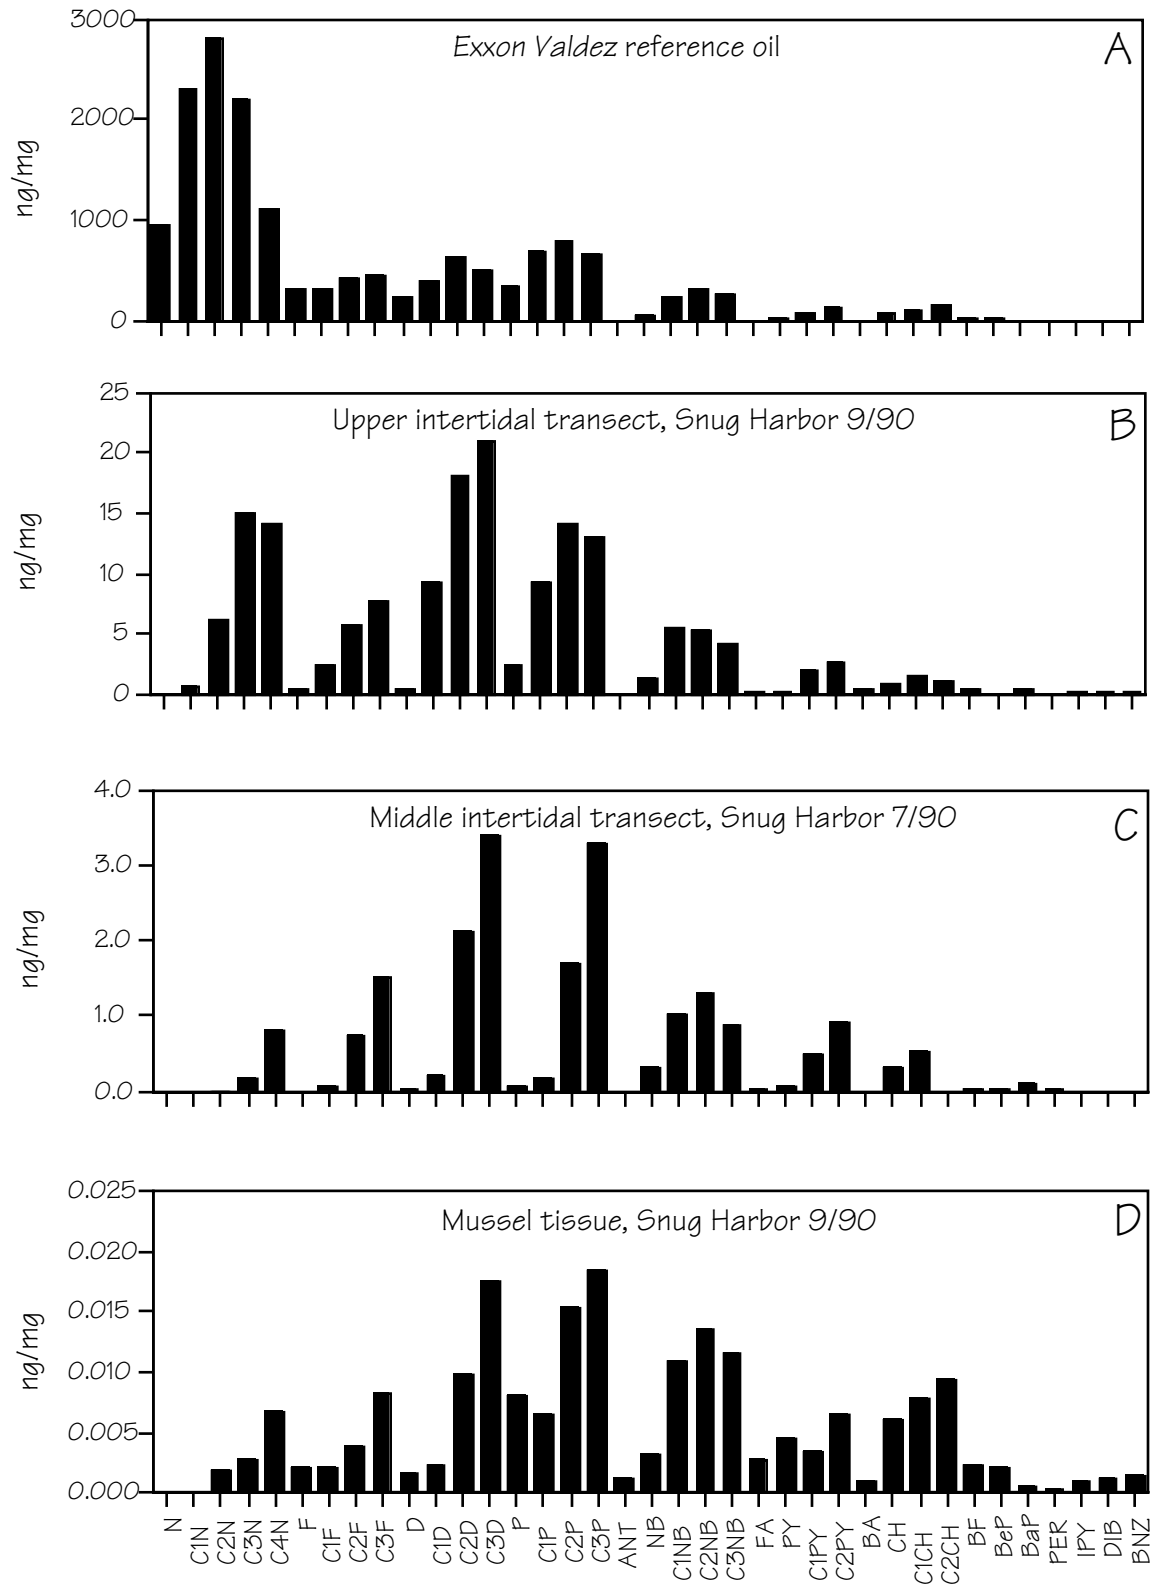 Exxon Valdez reference oil
A
3000
2000
1000
0
ng/mg
Upper intertidal transect, Snug Harbor 9/90
B
25
20
15
10
5
0
ng/mg
Middle intertidal transect, Snug Harbor 7/90
C
4.0
3.0
2.0
1.0
0.0
ng/mg
Mussel tissue, Snug Harbor 9/90
D
0.025
0.020
0.015
0.010
0.005
0.000
ng/mg
N
C1N
C2N
C3N
C4N
F
C1F
C2F
C3F
D
C1D
C2D
C3D
P
C1P
C2P
C3P
ANT
NB
C1NB
C2NB
C3NB
FA
PY
C1PY
C2PY
BA
CH
C1CH
C2CH
BF
BeP
BaP
PER
IPY
DIB
BNZ